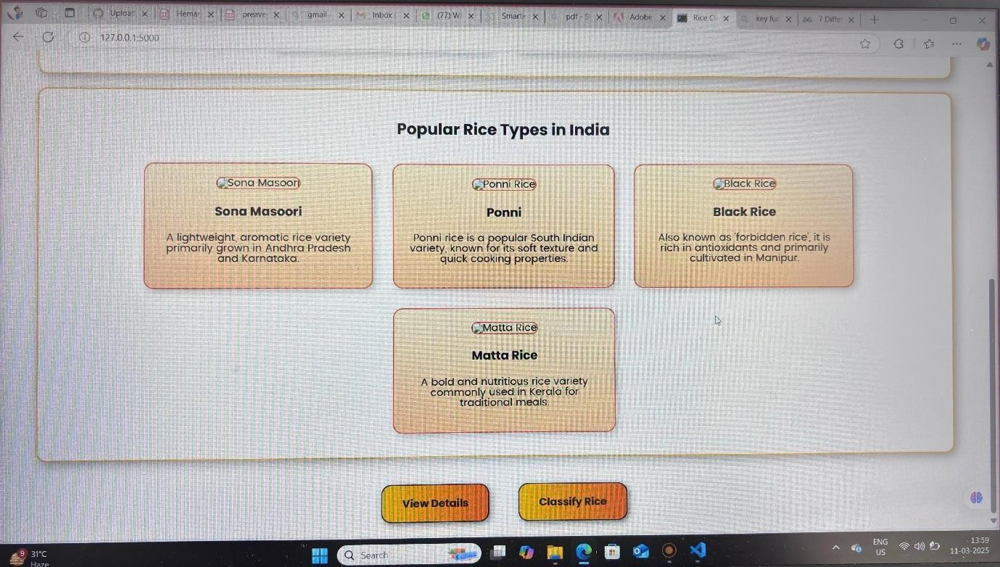 Uploa
Hemar
preave
gmail
Inbox (
(77) W
Smarti
pdf - S
Adobe
Rice Cl
key fur
7 Differ
127.0.0.1:5000
Popular Rice Types in India
Sona Masoori
Ponni Rice
Black Rice
Sona Masoori
Ponni
Black Rice
A lightweight, aromatic rice variety
primarily grown in Andhra Pradesh
and Karnataka.
Ponni rice is a popular South Indian
variety, known for its soft texture and
quick cooking properties.
Also known as 'forbidden rice', it is
rich in antioxidants and primarily
cultivated in Manipur.
Matta Rice
Matta Rice
A bold and nutritious rice variety
commonly used in Kerala for
traditional meals.
View Details
Classify Rice
9
31°C
Haze
Search
ENG
US
13:59
11-03-2025